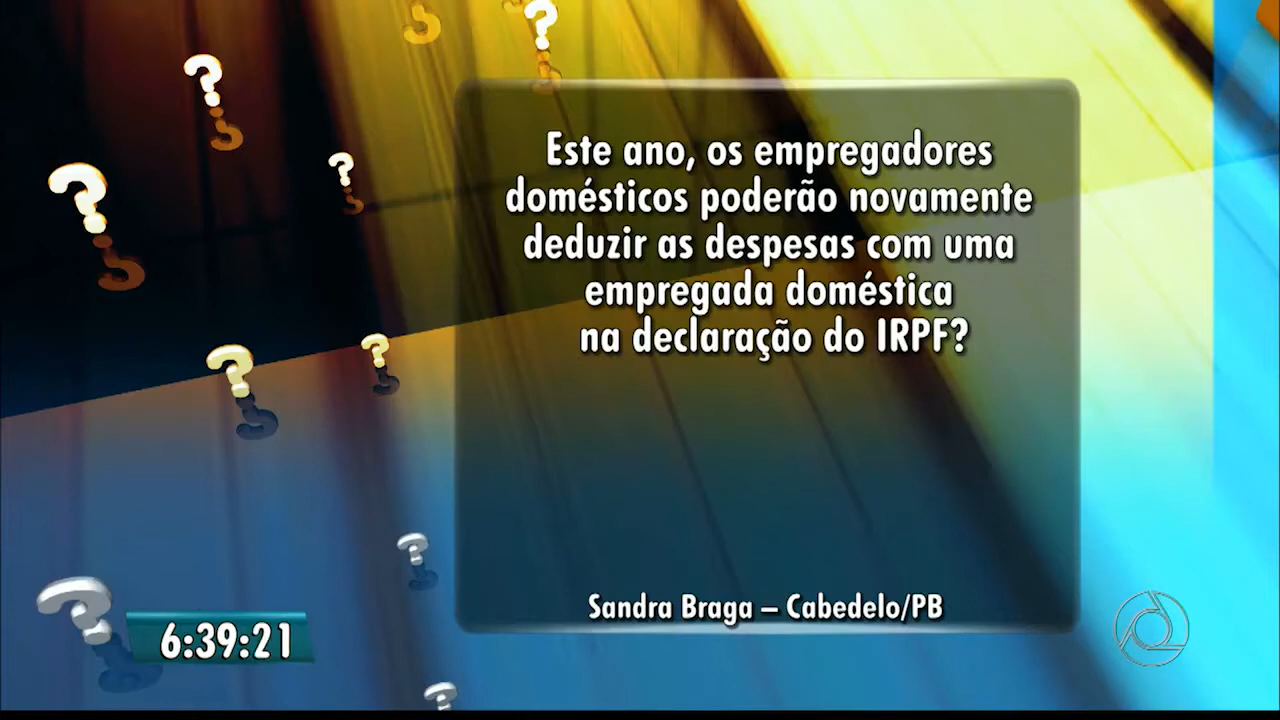 Este ano, os empregadores
domésticos poderão novamente
deduzir as despesas com uma
empregada doméstica
na declaração do IRPF?
Sandra Braga – Cabedelo/PB
6:39:21